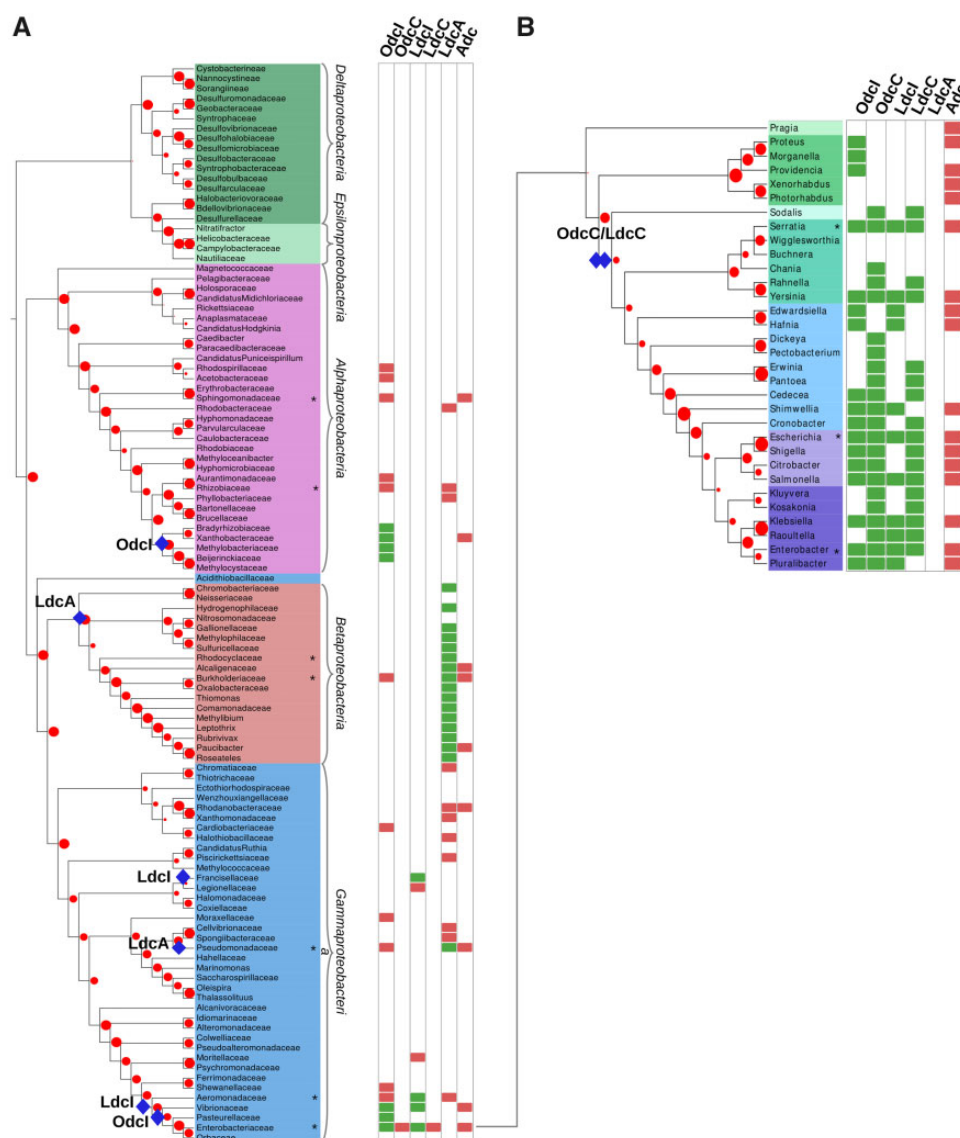 A
OdcI
OdcC
LdcI
LdcC
LdcA
Adc
Cystobacterineae
Nannocystineae
Sorangiineae
Desulfuromonadaceae
Geobacteraceae
Syntrophaceae
Desulfovibrionaceae
Desulfohalobiaceae
Desulfomicrobiaceae
Desulfobacteraceae
Syntrophobacteraceae
Desulfobulbaceae
Desulfarculaceae
Halobacteriovoraceae
Bdellovibrionaceae
Desulfurellaceae
Deltaproteobacteria
Nitratifractor
Helicobacteraceae
Campylobacteraceae
Nautiliaceae
Epsilonproteobacteria
Magnetococcaceae
Pelagibacteraceae
Holosporaceae
CandidatusMidichloriaceae
Rickettsiaceae
Anaplasmataceae
CandidatusHodgkinia
Caedibacter
Paracaedibacteraceae
CandidatusPuniceispirillum
Rhodospirillaceae
Acetobacteraceae
Erythrobacteraceae
Sphingomonadaceae *
Rhodobacteraceae
Hyphomonadaceae
Parvularculaceae
Caulobacteraceae
Rhodobiaceae
Methyloceanibacter
Hyphomicrobiaceae
Aurantimonadaceae
Rhizobiaceae *
Phyllobacteriaceae
Bartonellaceae
Brucellaceae
Bradyrhizobiaceae
Xanthobacteraceae
OdcI
Methylobacteriaceae
Beijerinckiaceae
Methylocystaceae
Alphaproteobacteria
Acidithiobacillaceae
Chromobacteriaceae
LdcA
Neisseriaceae
Hydrogenophilaceae
Nitrosomonadaceae
Gallionellaceae
Methylophilaceae
Sulfuricellaceae
Rhodocyclaceae *
Alcaligenaceae
Burkholderiaceae *
Oxalobacteraceae
Thiomonas
Comamonadaceae
Methylibium
Leptothrix
Rubrivivax
Paucibacter
Roseateles
Betaproteobacteria
Chromatiaceae
Thiotrichaceae
Ectothiorhodospiraceae
Wenzhouxiangellaceae
Rhodanobacteraceae
Xanthomonadaceae
Cardiobacteriaceae
Halothiobacillaceae
CandidatusRuthia
Piscirickettsiaceae
Methylococcaceae
LdcI
Francisellaceae
Legionellaceae
Halomonadaceae
Coxiellaceae
Moraxellaceae
Cellvibrionaceae
Spongiibacteraceae
LdcA
Pseudomonadaceae *
Hahellaceae
Marinomonas
Saccharospirillaceae
Oleispira
Thalassolituus
Alcanivoracaceae
Idiomarinaceae
Alteromonadaceae
Colwelliaceae
Pseudoalteromonadaceae
Moritellaceae
Psychromonadaceae
Ferrimonadaceae
Shewanellaceae
Aeromonadaceae *
LdcI
Vibrionaceae
OdcI
Pasteurellaceae
Enterobacteriaceae *
Orbaceae
Gammaproteobacteri
a
B
OdcI
OdcC
LdcI
LdcC
LdcA
Adc
Pragia
Proteus
Morganella
Providencia
Xenorhabdus
Photorhabdus
Sodalis
Serratia *
OdcC/LdcC
Wigglesworthia
Buchnera
Chania
Rahnella
Yersinia
Edwardsiella
Hafnia
Dickeya
Pectobacterium
Erwinia
Pantoea
Cedecea
Shimwellia
Cronobacter
Escherichia *
Shigella
Citrobacter
Salmonella
Kluyvera
Kosakonia
Klebsiella
Raoultella
Enterobacter *
Pluralibacter